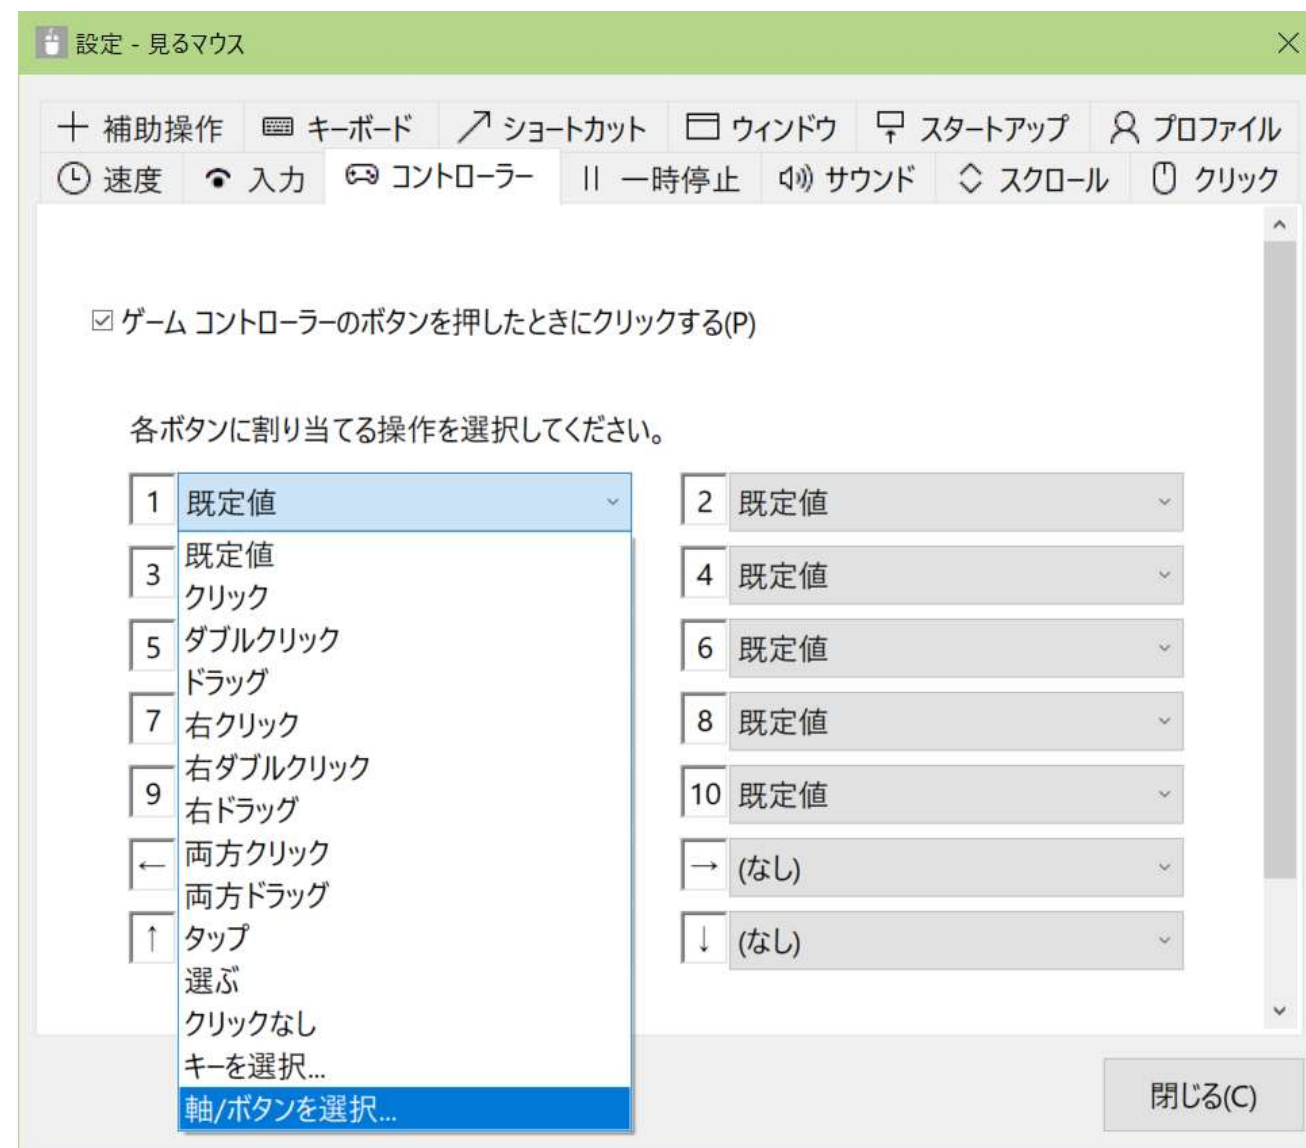 設定 - 見るマウス
補助操作 キーボード ショートカット ウィンドウ スタートアップ プロファイル
速度 入力 コントローラー 一時停止 サウンド スクロール クリック
ゲーム コントローラーのボタンを押したときにクリックする(P)
各ボタンに割り当てる操作を選択してください。
1 既定値 2 既定値
既定値
3 4 既定値
クリック
5 ダブルクリック 6 既定値
ドラッグ
7 右クリック 8 既定値
右ダブルクリック
9 10 既定値
右ドラッグ
← 両方クリック → (なし)
両方ドラッグ
↑ タップ ↓ (なし)
選ぶ
クリックなし
キーを選択...
軸/ボタンを選択...
閉じる(C)